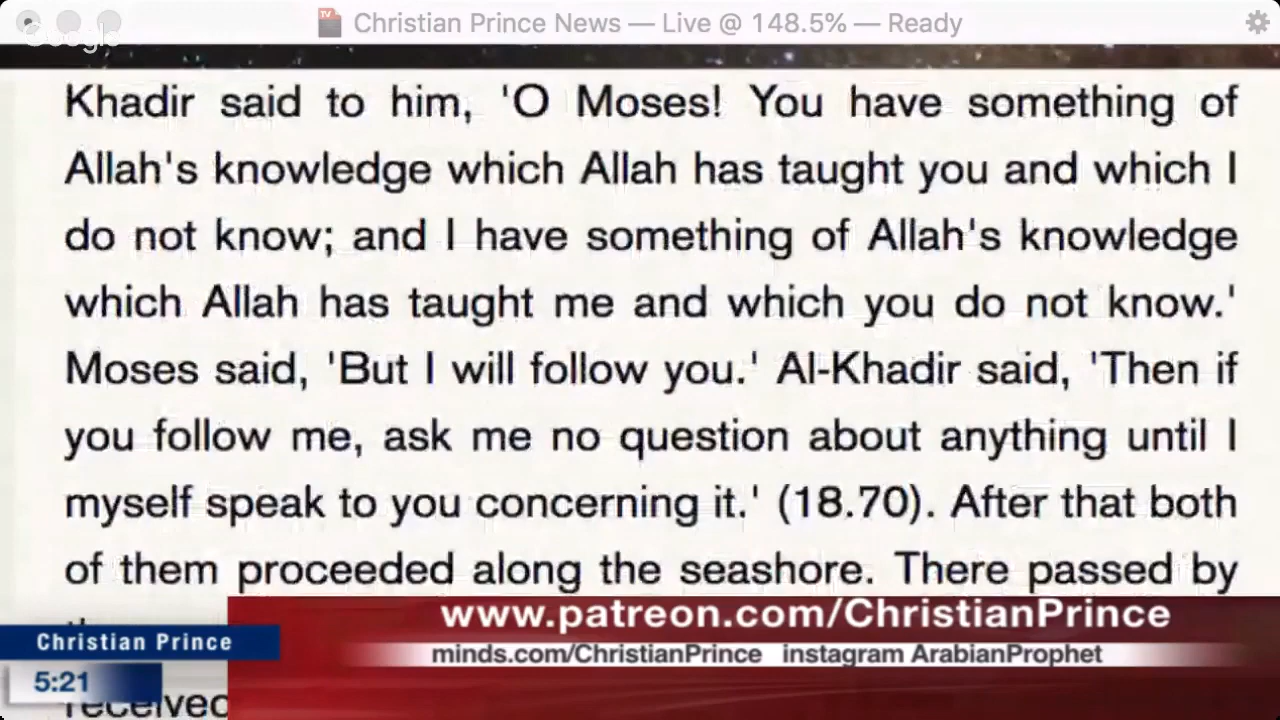 Christian Prince News — Live @ 148.5% — Ready
Google
Khadir said to him, 'O Moses! You have something of
Allah's knowledge which Allah has taught you and which I
do not know; and I have something of Allah's knowledge
which Allah has taught me and which you do not know.'
Moses said, 'But I will follow you.' Al-Khadir said, 'Then if
you follow me, ask me no question about anything until I
myself speak to you concerning it.' (18.70). After that both
of them proceeded along the seashore. There passed by
www.patreon.com/ChristianPrince
Christian Prince
minds.com/ChristianPrince instagram ArabianProphet
5:21
received